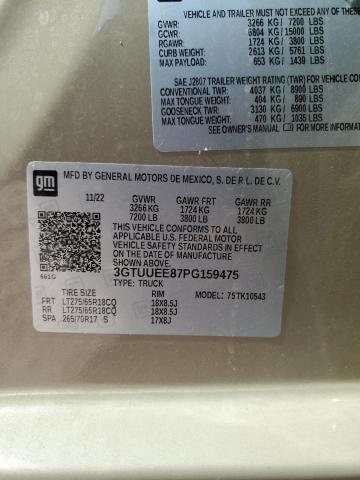 VEHICLE AND TRAILER MUST NOT EXCEED
GVWR: 3266 KG / 7200 LBS
GCWR: 6804 KG / 15000 LBS
RGAWR: 1724 KG / 3800 LBS
CURB WEIGHT: 2613 KG / 5761 LBS
MAX PAYLOAD: 653 KG / 1439 LBS
SAE J2807 TRAILER WEIGHT RATING (TWR) FOR VEHICLE
CONVENTIONAL TWR: 4037 KG / 8900 LBS
MAX TONGUE WEIGHT: 404 KG / 890 LBS
GOOSENECK TWR: 3130 KG / 6900 LBS
MAX TONGUE WEIGHT: 470 KG / 1035 LBS
SEE OWNER'S MANUAL FOR MORE INFORMATION
gm
MFD BY GENERAL MOTORS DE MEXICO, S. DE R.L. DE C.V.
11/22 GVWR GAWR FRT GAWR RR
3266KG 1724 KG 1724 KG
7200 LB 3800 LB 3800 LB
THIS VEHICLE CONFORMS TO ALL
APPLICABLE U.S. FEDERAL MOTOR
VEHICLE SAFETY STANDARDS IN EFFECT ON THE
DATE OF MANUFACTURE SHOWN ABOVE.
3GTUUEE87PG159475
661G TYPE: TRUCK
TIRE SIZE RIM MODEL: 75TK10543
FRT LT275/65R18CQ 18X8.5J
RR LT275/65R18CQ 18X8.5J
SPA 265/70R17 S 17X8J